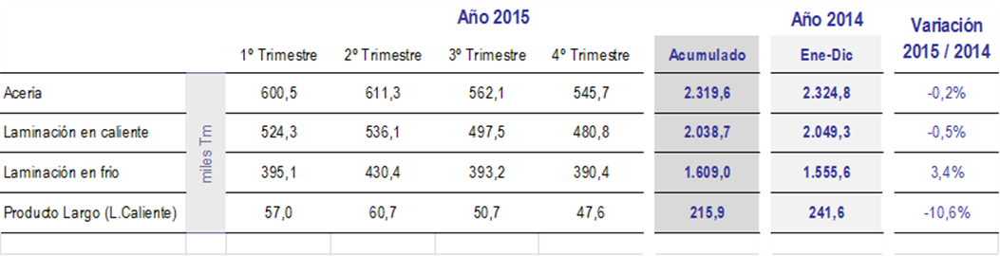 Año 2015 Año 2014 Variación
1º Trimestre 2º Trimestre 3º Trimestre 4º Trimestre Acumulado Ene-Dic 2015 / 2014
Acería 600,5 611,3 562,1 545,7 2.319,6 2.324,8 -0,2%
Laminación en caliente 524,3 536,1 497,5 480,8 2.038,7 2.049,3 -0,5%
miles Tm
Laminación en frio 395,1 430,4 393,2 390,4 1.609,0 1.555,6 3,4%
Producto Largo (L.Caliente) 57,0 60,7 50,7 47,6 215,9 241,6 -10,6%